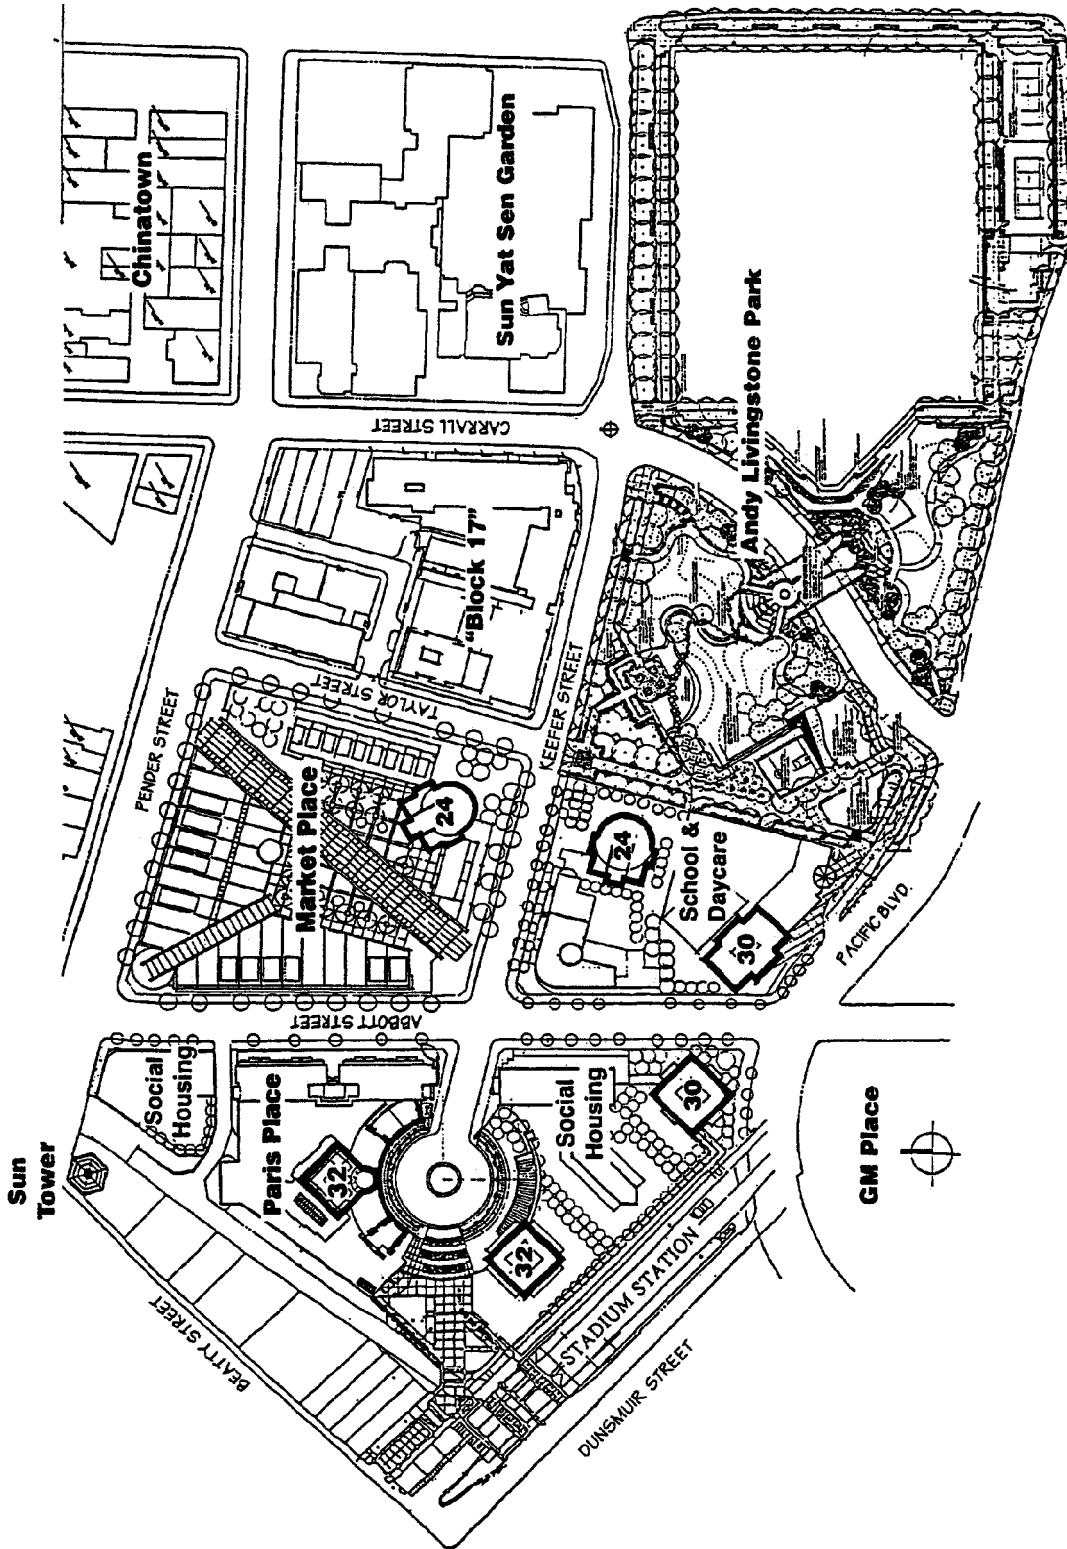 Sun
Tower
BEATTY STREET
Social
Housing
Paris Place
32
32
STADIUM STATION
DUNSMUIR STREET
Social
Housing
30
GM Place
ABBOTT STREET
PENDER STREET
Market Place
24
TAYLOR STREET
KEEFER STREET
24
School &
Daycare
30
PACIFIC BLVD.
"Block 17"
CARRALL STREET
Chinatown
Sun Yat Sen Garden
Andy Livingstone Park